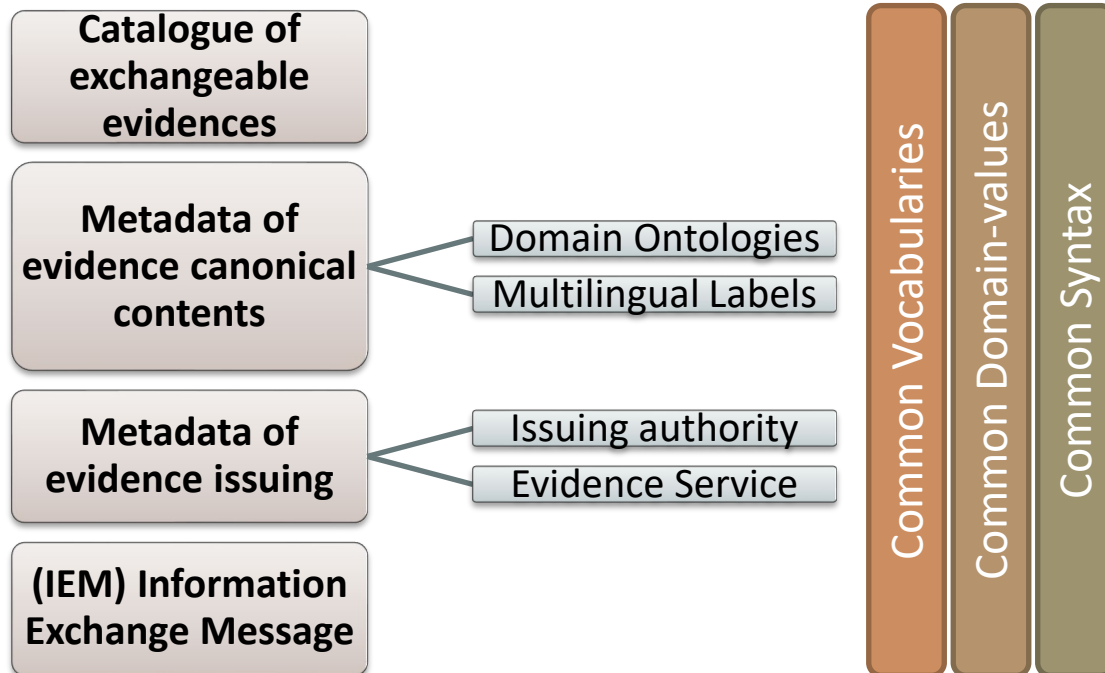 Catalogue of
exchangeable
evidences
Metadata of
evidence canonical
contents
Domain Ontologies
Multilingual Labels
Metadata of
evidence issuing
Issuing authority
Evidence Service
(IEM) Information
Exchange Message
Common Vocabularies
Common Domain-values
Common Syntax